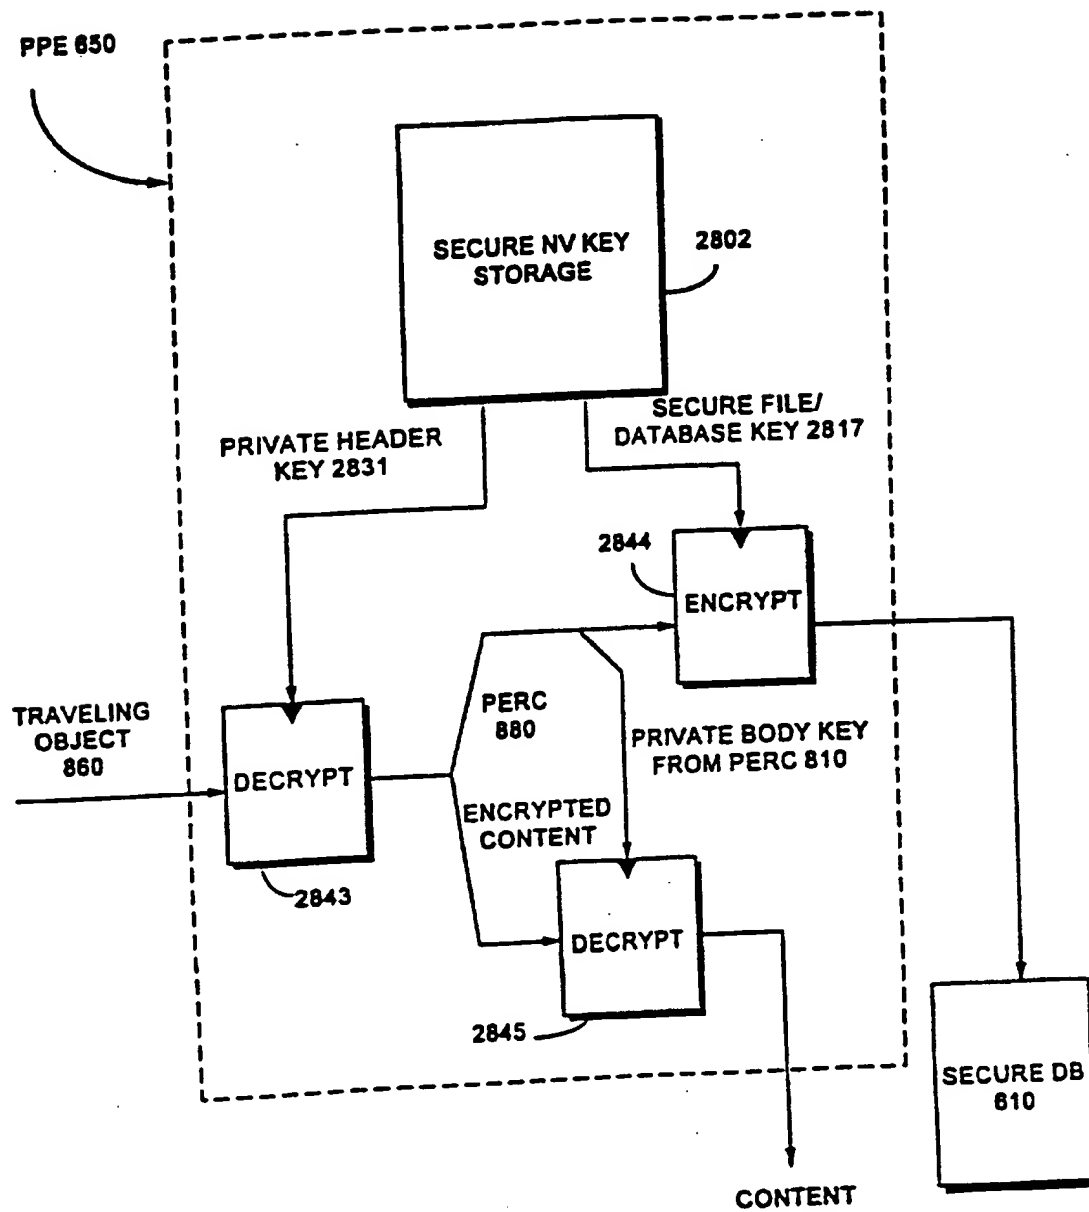 PPE 650
SECURE NV KEY
STORAGE
2802
SECURE FILE/
DATABASE KEY 2817
PRIVATE HEADER
KEY 2831
2844
ENCRYPT
TRAVELING
OBJECT
860
DECRYPT
2843
PERC
880
PRIVATE BODY KEY
FROM PERC 810
ENCRYPTED
CONTENT
DECRYPT
2845
SECURE DB
610
CONTENT